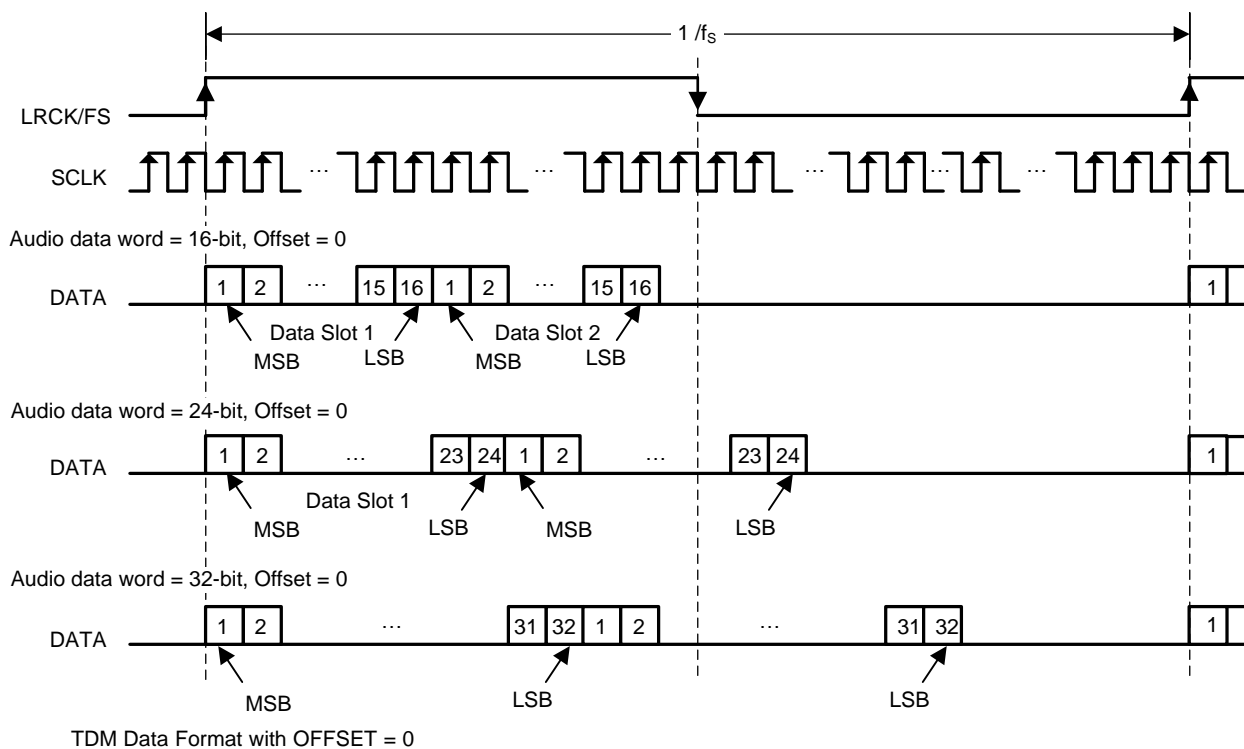 1 /fS
LRCK/FS
SCLK
… … … … …
Audio data word = 16-bit, Offset = 0
DATA 1 2 … 15 16 1 2 … 15 16 1
Data Slot 1 Data Slot 2
MSB LSB MSB LSB
Audio data word = 24-bit, Offset = 0
DATA 1 2 … 23 24 1 2 … 23 24 1
Data Slot 1
MSB LSB MSB LSB
Audio data word = 32-bit, Offset = 0
DATA 1 2 … 31 32 1 2 … 31 32 1
MSB LSB LSB
TDM Data Format with OFFSET = 0